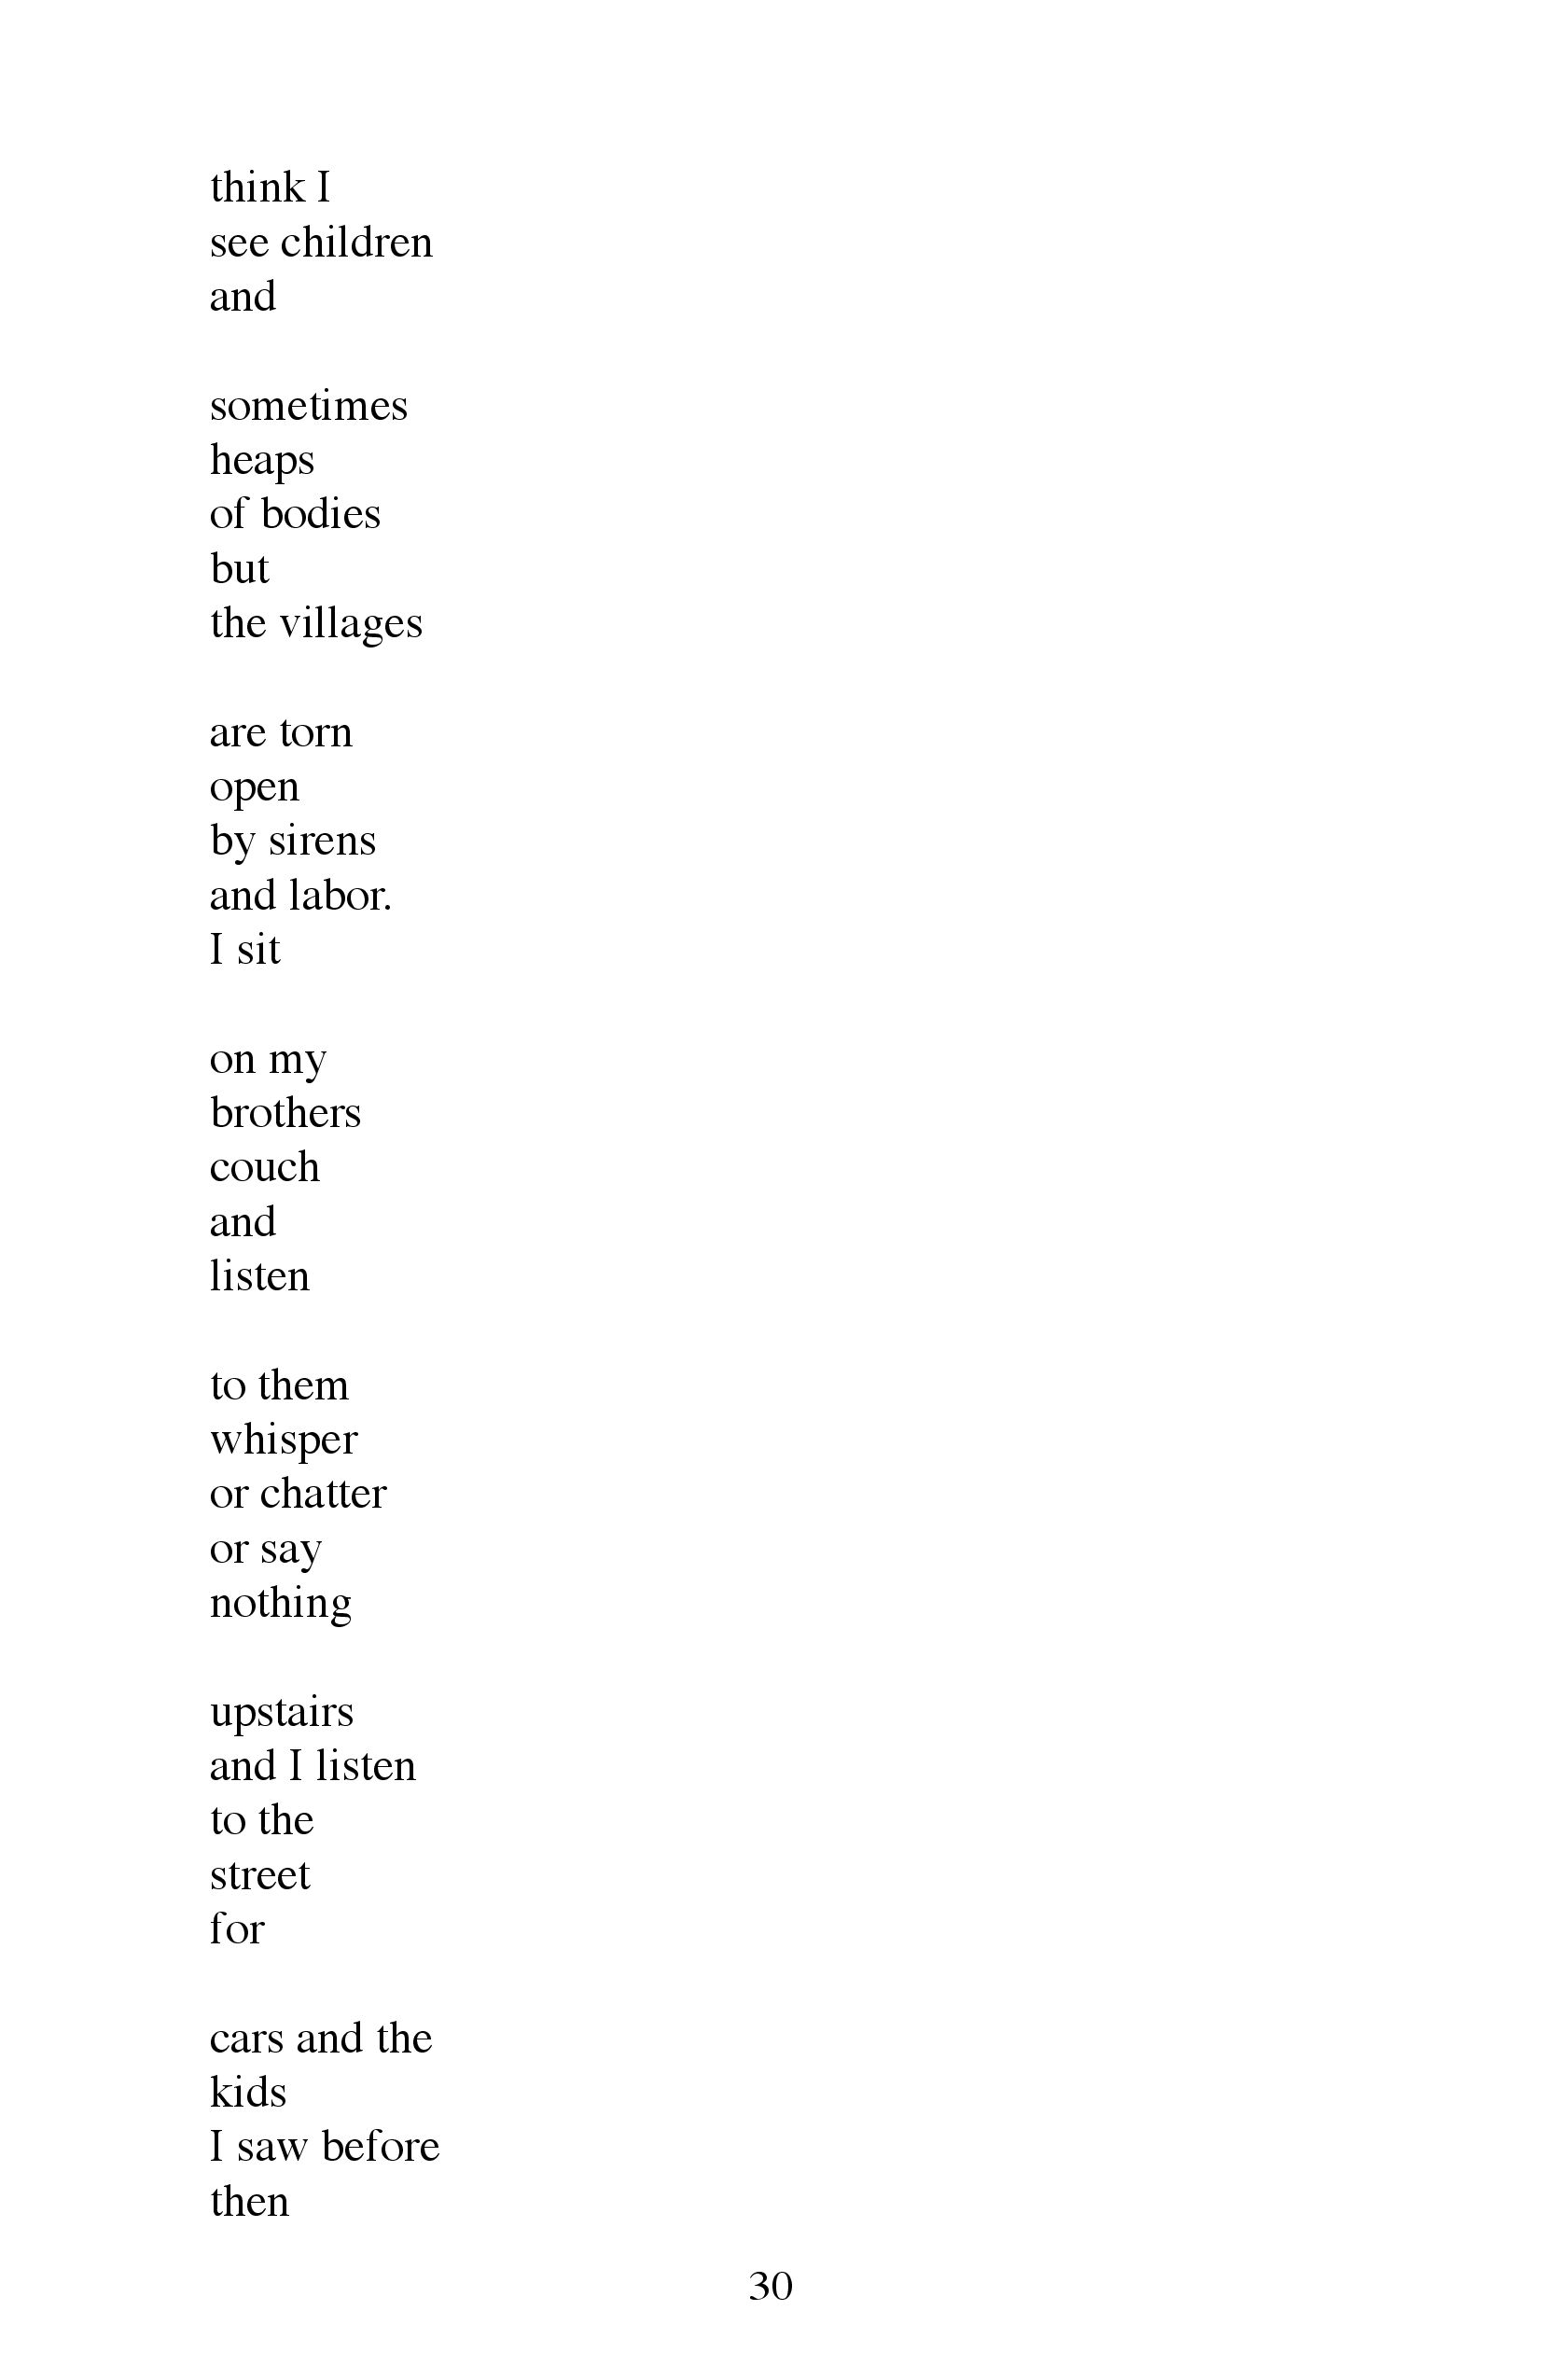 think I
see children
and

sometimes
heaps
of bodies
but
the villages

are torn
open
by sirens
and labor.
I sit

on my
brothers
couch
and
listen

to them
whisper
or chatter
or say
nothing

upstairs
and I listen
to the
street
for

cars and the
kids
I saw before
then

30